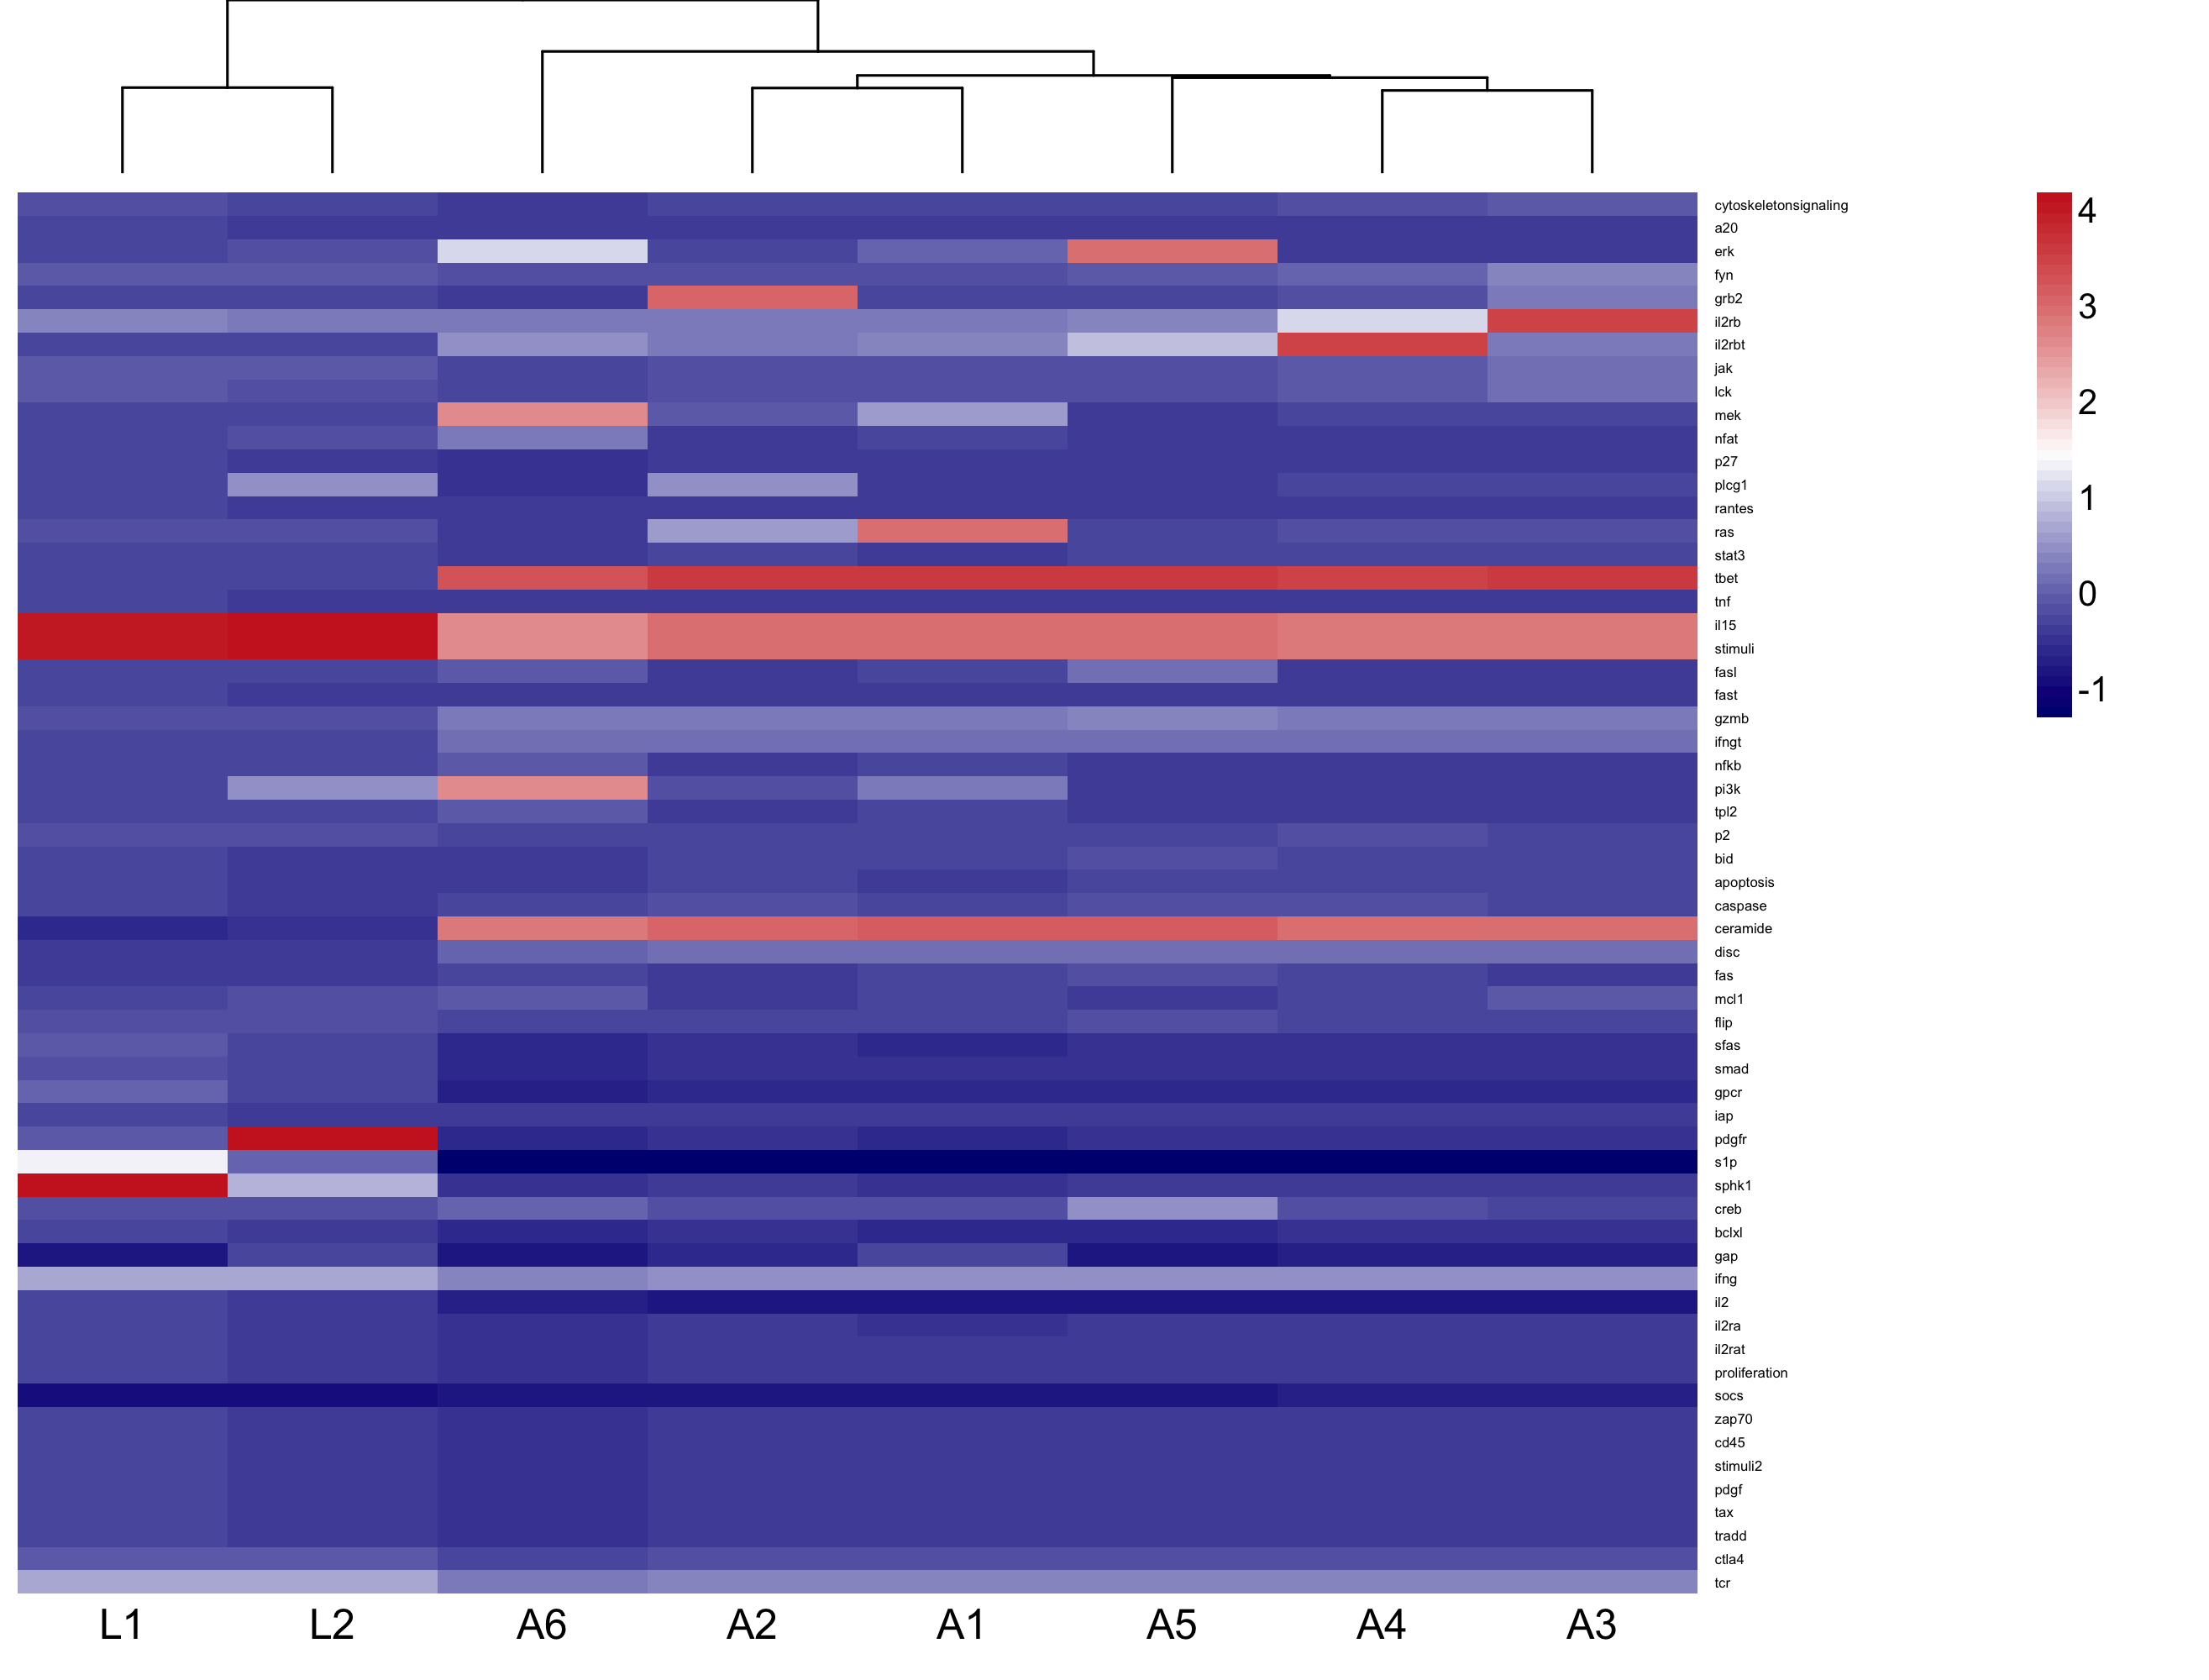 cytoskeletonsignaling
a20
erk
fyn
grb2
il2rb
il2rbt
jak
lck
mek
nfat
p27
plcg1
rantes
ras
stat3
tbet
tnf
il15
stimuli
fasl
fast
gzmb
ifngt
nfkb
pi3k
tpl2
p2
bid
apoptosis
caspase
ceramide
disc
fas
mcl1
flip
sfas
smad
gpcr
iap
pdgfr
s1p
sphk1
creb
bclxl
gap
ifng
il2
il2ra
il2rat
proliferation
socs
zap70
cd45
stimuli2
pdgf
tax
tradd
ctla4
tcr
4
3
2
1
0
-1
L1 L2 A6 A2 A1 A5 A4 A3